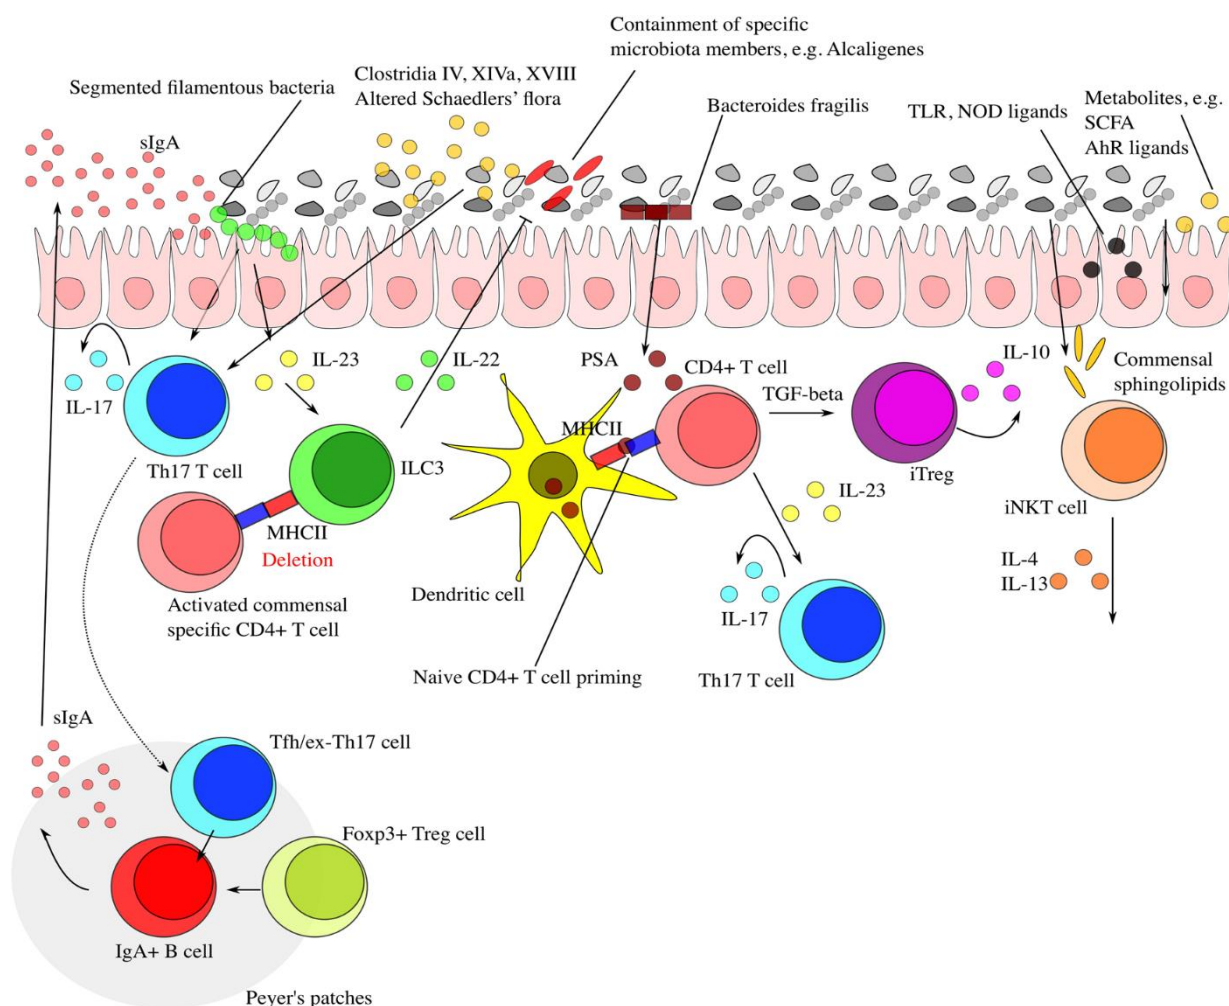 Containment of specific
microbiota members, e.g. Alcaligenes
Segmented filamentous bacteria
Clostridia IV, XIVa, XVIII
Altered Schaedlers' flora
Bacteroides fragilis
TLR, NOD ligands
Metabolites, e.g.
SCFA
AhR ligands
sIgA
IL-17
IL-23
IL-22
PSA
CD4+ T cell
TGF-beta
IL-10
Commensal
sphingolipids
MHCII
Th17 T cell
ILC3
iTreg
iNKT cell
MHCII
Deletion
IL-23
IL-4
IL-13
Activated commensal
specific CD4+ T cell
Dendritic cell
IL-17
Naive CD4+ T cell priming
Th17 T cell
sIgA
Tfh/ex-Th17 cell
Foxp3+ Treg cell
IgA+ B cell
Peyer's patches